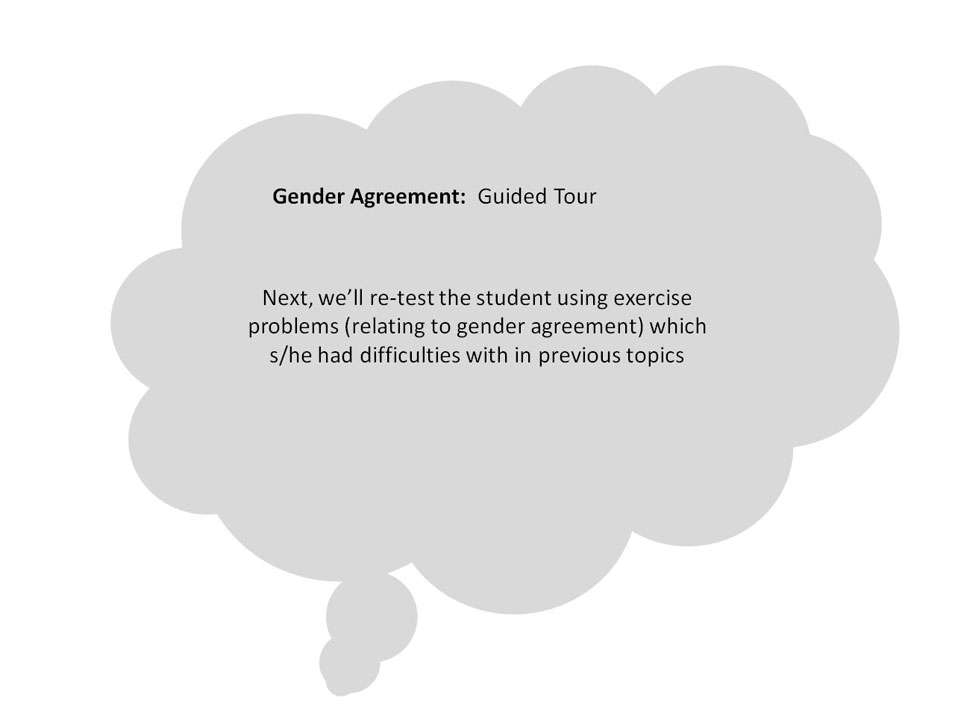 Gender Agreement: Guided Tour
Next, we’ll re-test the student using exercise
problems (relating to gender agreement) which
s/he had difficulties with in previous topics